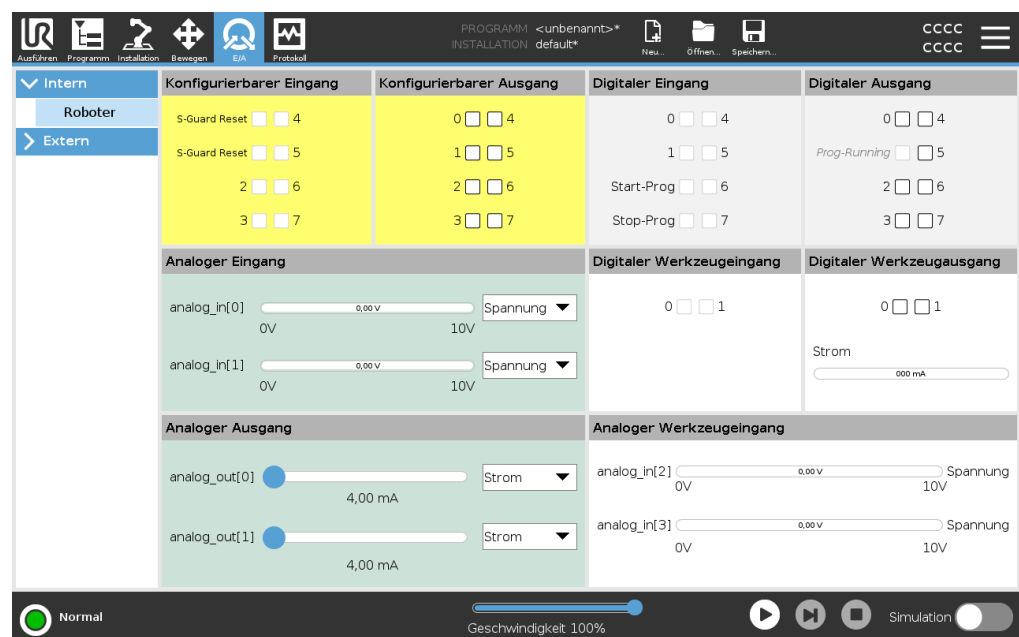 PROGRAMM <unbenannt>*
INSTALLATION default*
UR
Ausführen
Programm
Installation
Bewegen
E/A
Protokoll
Neu...
Öffnen...
Speichern...
CCCC
CCCC
Intern
Roboter
Extern
Konfigurierbarer Eingang
S-Guard Reset 4
S-Guard Reset 5
2 6
3 7
Konfigurierbarer Ausgang
0 4
1 5
2 6
3 7
Digitaler Eingang
0 4
1 5
Start-Prog 6
Stop-Prog 7
Digitaler Ausgang
0 4
Prog-Running 5
2 6
3 7
Analoger Eingang
analog_in[0] 0,00 V Spannung
0V 10V
analog_in[1] 0,00 V Spannung
0V 10V
Digitaler Werkzeugeingang
0 1
Digitaler Werkzeugausgang
0 1
Strom
000 mA
Analoger Ausgang
analog_out[0] Strom
4,00 mA
analog_out[1] Strom
4,00 mA
Analoger Werkzeugeingang
analog_in[2] 0,00 V Spannung
0V 10V
analog_in[3] 0,00 V Spannung
0V 10V
Normal
Geschwindigkeit 100%
Simulation